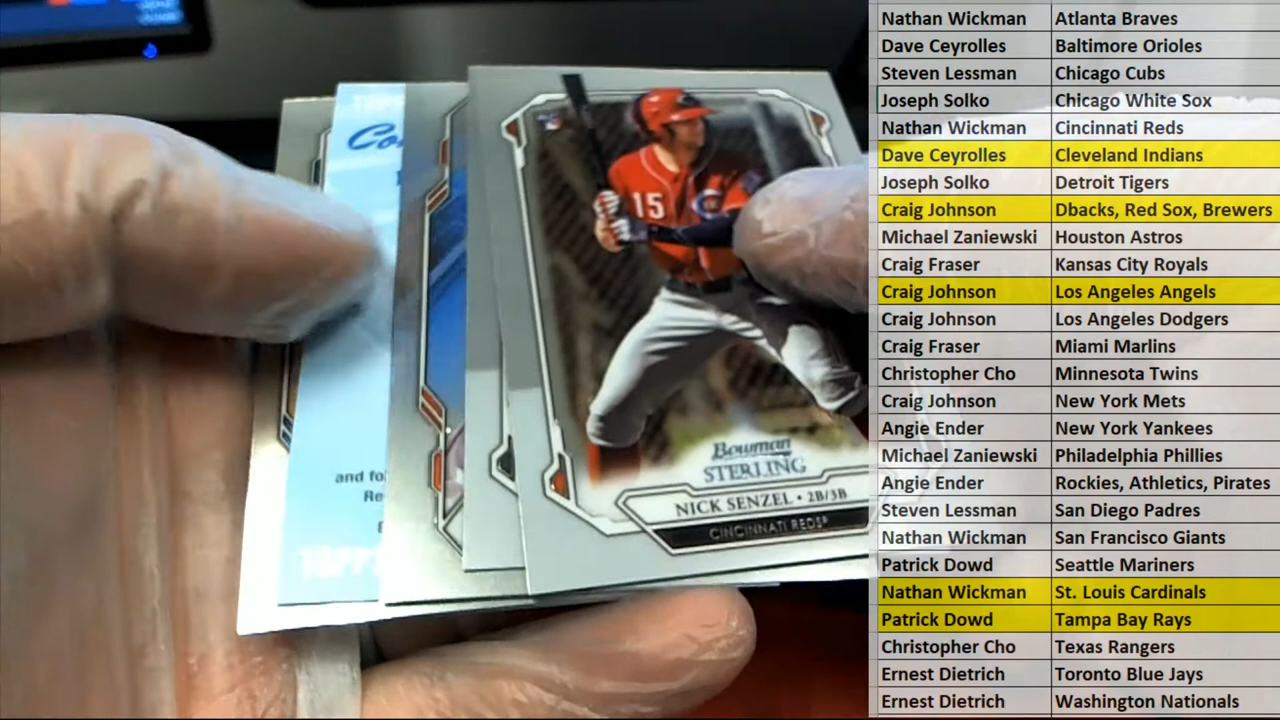 Co
and fo
Re
TOPP
15
Bowman
STERLING
NICK SENZEL • 2B/3B
CINCINNATI REDS
Nathan Wickman Atlanta Braves
Dave Ceyrolles Baltimore Orioles
Steven Lessman Chicago Cubs
Joseph Solko Chicago White Sox
Nathan Wickman Cincinnati Reds
Dave Ceyrolles Cleveland Indians
Joseph Solko Detroit Tigers
Craig Johnson Dbacks, Red Sox, Brewers
Michael Zaniewski Houston Astros
Craig Fraser Kansas City Royals
Craig Johnson Los Angeles Angels
Craig Johnson Los Angeles Dodgers
Craig Fraser Miami Marlins
Christopher Cho Minnesota Twins
Craig Johnson New York Mets
Angie Ender New York Yankees
Michael Zaniewski Philadelphia Phillies
Angie Ender Rockies, Athletics, Pirates
Steven Lessman San Diego Padres
Nathan Wickman San Francisco Giants
Patrick Dowd Seattle Mariners
Nathan Wickman St. Louis Cardinals
Patrick Dowd Tampa Bay Rays
Christopher Cho Texas Rangers
Ernest Dietrich Toronto Blue Jays
Ernest Dietrich Washington Nationals